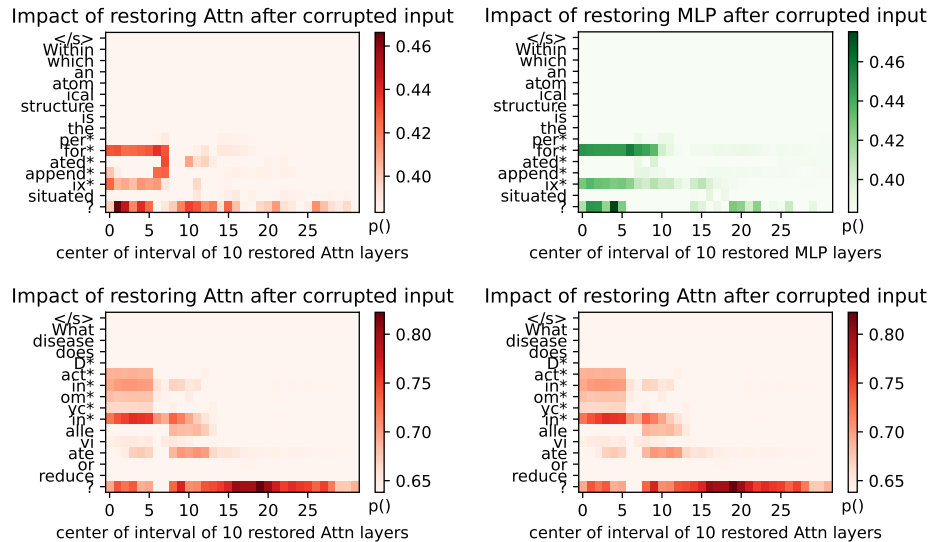 Impact of restoring Attn after corrupted input
</s>
Within
which
an
atom
ical
structure
is
the
per*
for*
ated*
append*
ix*
situated
?
0 5 10 15 20 25
0.46
0.44
0.42
0.40
p()
center of interval of 10 restored Attn layers
Impact of restoring MLP after corrupted input
</s>
Within
which
an
atom
ical
structure
is
the
per*
for*
ated*
append*
ix*
situated
?
0 5 10 15 20 25
0.46
0.44
0.42
0.40
p()
center of interval of 10 restored MLP layers
Impact of restoring Attn after corrupted input
</s>
What
disease
does
D*
act*
in*
om*
yc*
in*
alle
vi
ate
or
reduce
?
0 5 10 15 20 25
0.80
0.75
0.70
0.65
p()
center of interval of 10 restored Attn layers
Impact of restoring Attn after corrupted input
</s>
What
disease
does
D*
act*
in*
om*
yc*
in*
alle
vi
ate
or
reduce
?
0 5 10 15 20 25
0.80
0.75
0.70
0.65
p()
center of interval of 10 restored Attn layers